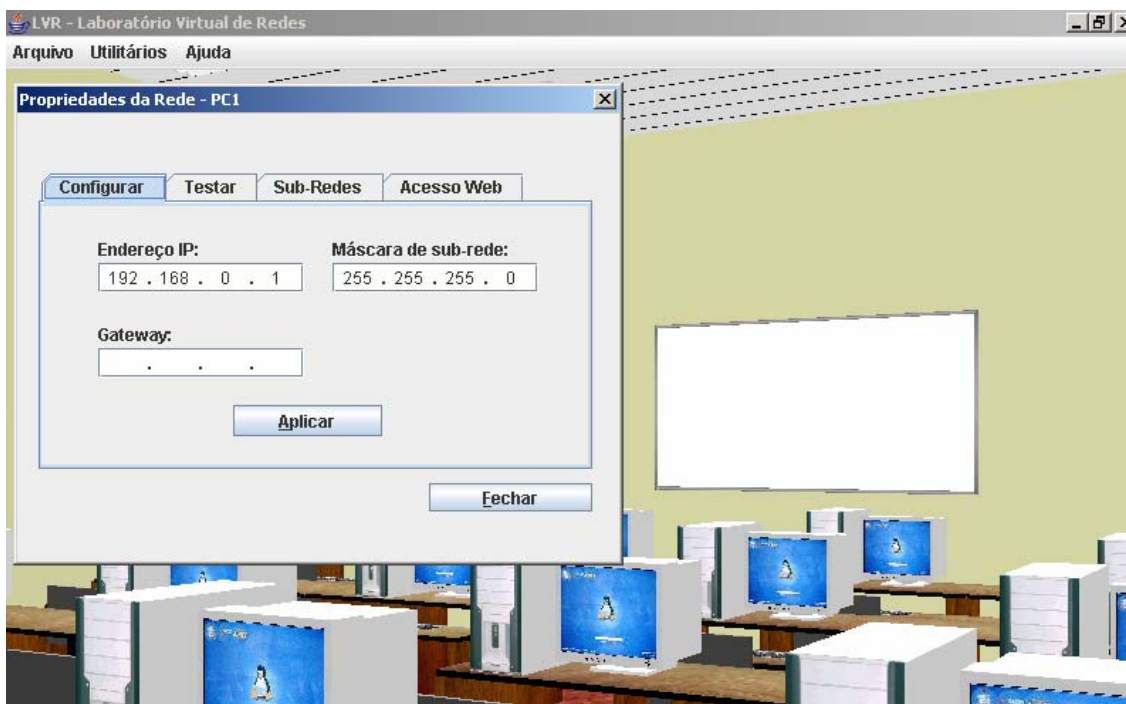 LVR - Laboratório Virtual de Redes
Arquivo Utilitários Ajuda
Propriedades da Rede - PC1
Configurar Testar Sub-Redes Acesso Web
Endereço IP: Máscara de sub-rede:
192 . 168 . 0 . 1 255 . 255 . 255 . 0
Gateway:
. . .
Aplicar
Fechar